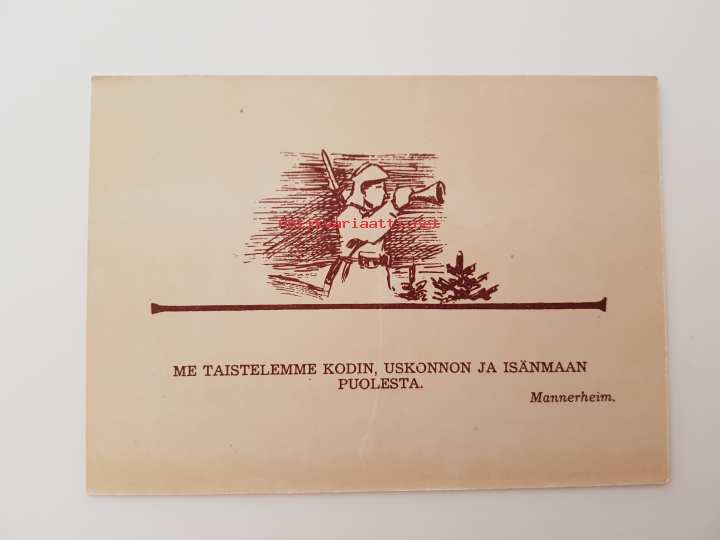 ME TAISTELEMME KODIN, USKONNON JA ISÄNMAAN
PUOLESTA.
Mannerheim.